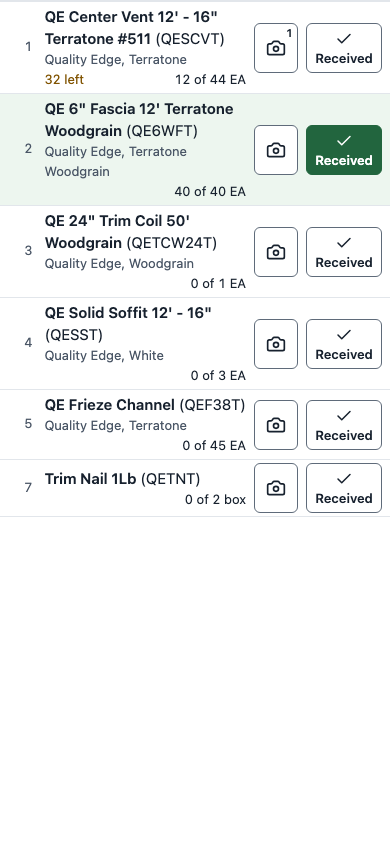 1
QE Center Vent 12' - 16"
Terratone #511 (QESCVT)
Quality Edge, Terratone
32 left
12 of 44 EA
1
Received
2
QE 6" Fascia 12' Terratone
Woodgrain (QE6WFT)
Quality Edge, Terratone
Woodgrain
40 of 40 EA
Received
3
QE 24" Trim Coil 50'
Woodgrain (QETCW24T)
Quality Edge, Woodgrain
0 of 1 EA
Received
4
QE Solid Soffit 12' - 16"
(QESST)
Quality Edge, White
0 of 3 EA
Received
5
QE Frieze Channel (QEF38T)
Quality Edge, Terratone
0 of 45 EA
Received
7
Trim Nail 1Lb (QETNT)
0 of 2 box
Received